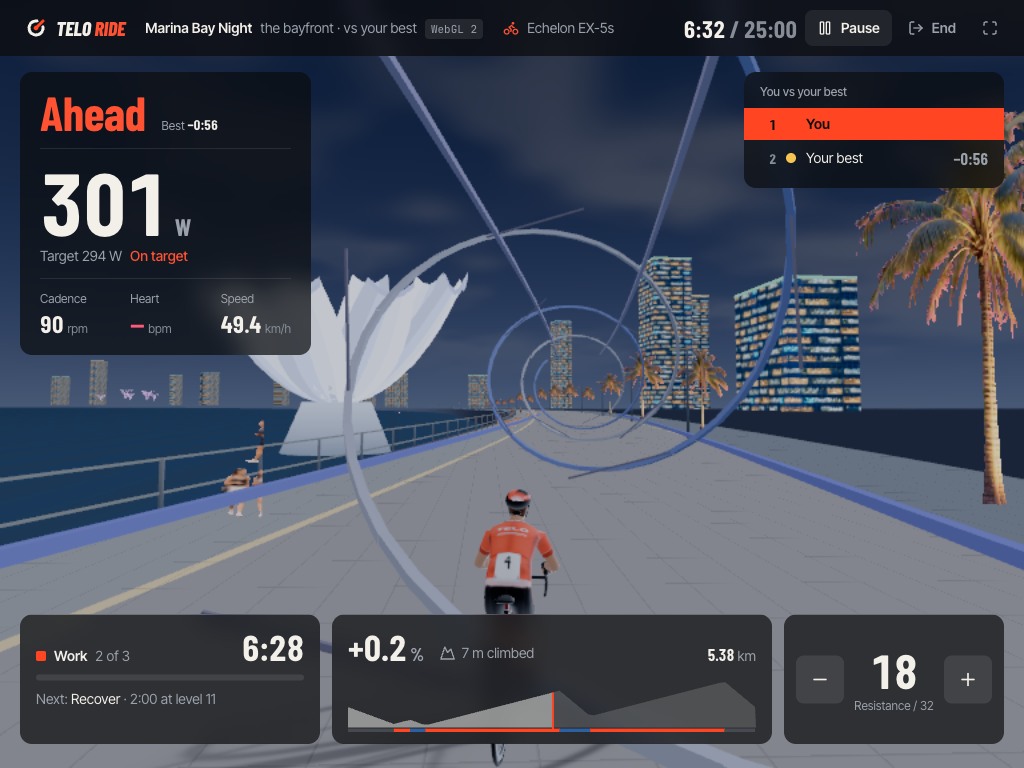 TELO RIDE Marina Bay Night the bayfront · vs your best WebGL 2 Echelon EX-5s 6:32 / 25:00 Pause End
Ahead Best −0:56
301 W
Target 294 W On target
Cadence Heart Speed
90 rpm — bpm 49.4 km/h
You vs your best
1 You
2 Your best −0:56
TELO
4
Work 2 of 3 6:28
Next: Recover · 2:00 at level 11
+0.2 % 7 m climbed 5.38 km
− 18 +
Resistance / 32